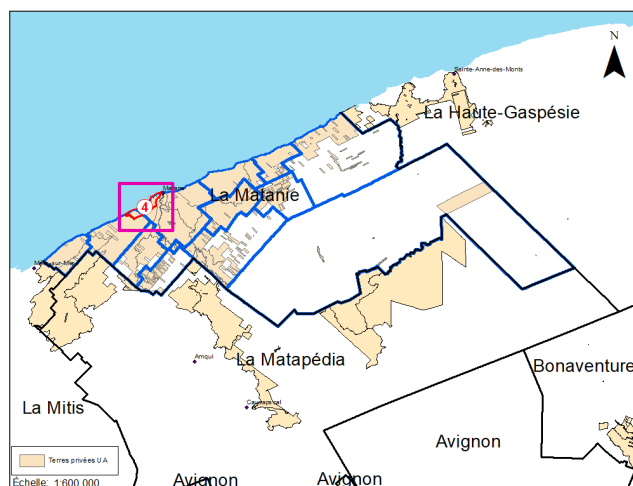 N
Sainte-Anne-des-Monts
La Haute-Gaspésie
La Matanie
4
La Matapédia
Amqui
Bonaventure
La Mitis
Avignon
Terres privées UA
Échelle: 1:600 000
Avignon
Avignon